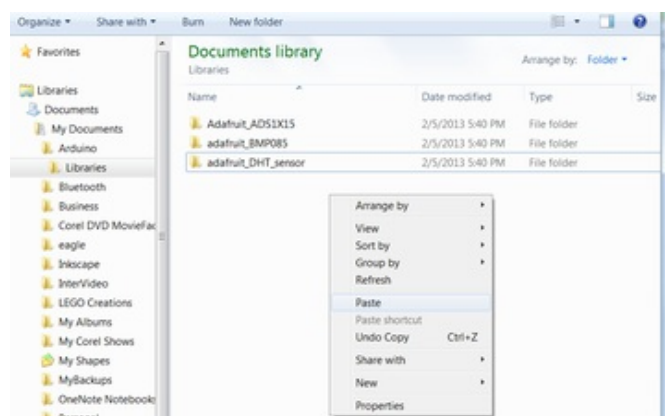 Organize Share with Burn New folder
Favorites
Libraries
Documents
My Documents
Arduino
Libraries
Bluetooth
Business
Corel DVD MovieFac
eagle
Inkscape
InterVideo
LEGO Creations
My Albums
My Corel Shows
My Shapes
MyBackups
OneNote Notebooks
Documents library
Libraries
Arrange by: Folder
Name Date modified Type Size
Adafruit_ADS1X15 2/5/2013 5:40 PM File folder
adafruit_BMP085 2/5/2013 5:40 PM File folder
adafruit_DHT_sensor 2/5/2013 5:40 PM File folder
Arrange by
View
Sort by
Group by
Refresh
Paste
Paste shortcut
Undo Copy Ctrl+Z
Share with
New
Properties